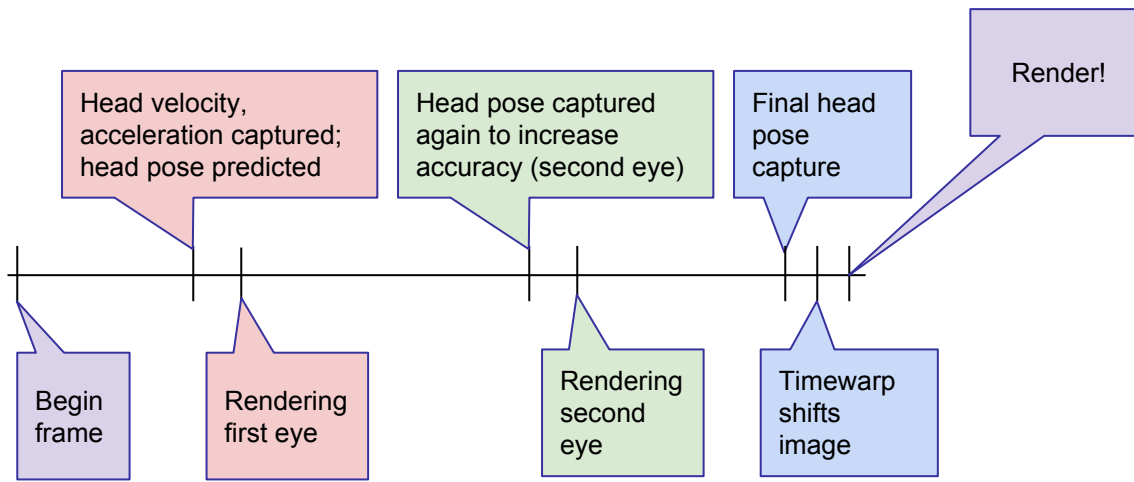 Render!
Head velocity,
acceleration captured;
head pose predicted
Head pose captured
again to increase
accuracy (second eye)
Final head
pose
capture
Begin
frame
Rendering
first eye
Rendering
second
eye
Timewarp
shifts
image